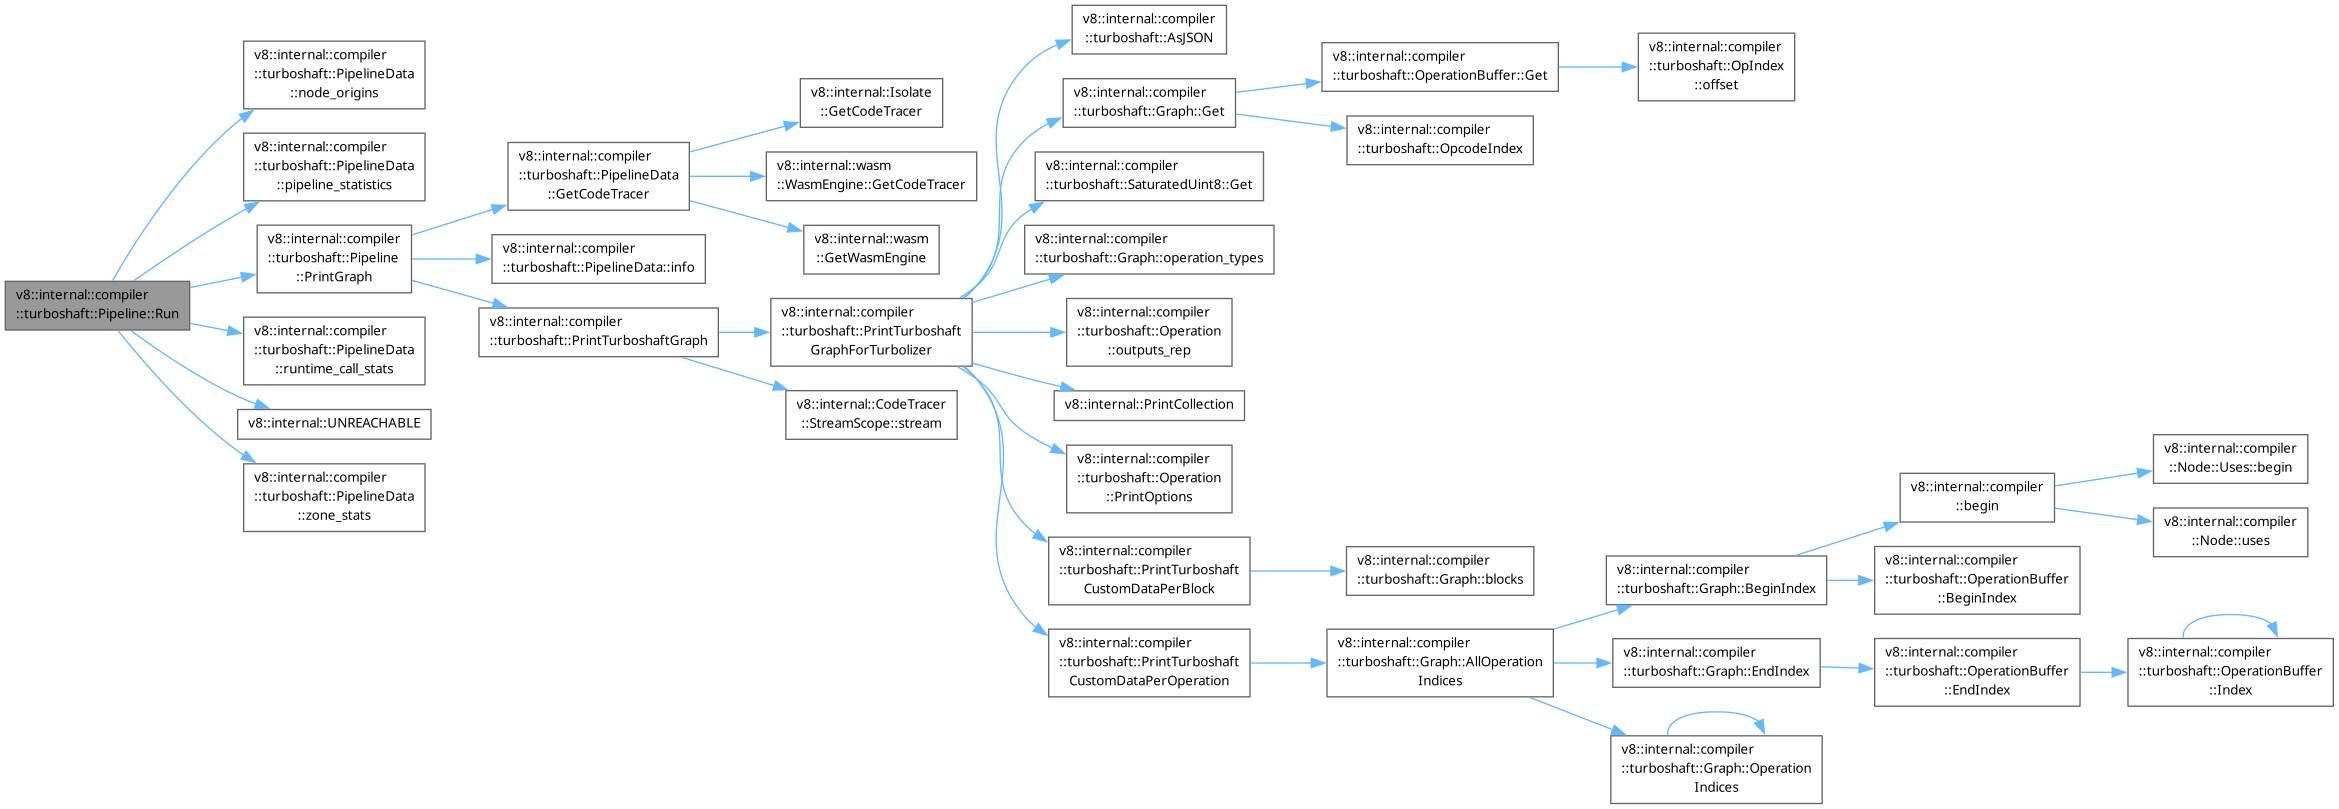 v8::internal::compiler
::turboshaft::Pipeline::Run
v8::internal::compiler
::turboshaft::PipelineData
::node_origins
v8::internal::compiler
::turboshaft::PipelineData
::pipeline_statistics
v8::internal::compiler
::turboshaft::Pipeline
::PrintGraph
v8::internal::compiler
::turboshaft::PipelineData
::runtime_call_stats
v8::internal::UNREACHABLE
v8::internal::compiler
::turboshaft::PipelineData
::zone_stats
v8::internal::compiler
::turboshaft::PipelineData
::GetCodeTracer
v8::internal::compiler
::turboshaft::PipelineData::info
v8::internal::compiler
::turboshaft::PrintTurboshaftGraph
v8::internal::Isolate
::GetCodeTracer
v8::internal::wasm
::WasmEngine::GetCodeTracer
v8::internal::wasm
::GetWasmEngine
v8::internal::compiler
::turboshaft::PrintTurboshaft
GraphForTurbolizer
v8::internal::CodeTracer
::StreamScope::stream
v8::internal::compiler
::turboshaft::AsJSON
v8::internal::compiler
::turboshaft::Graph::Get
v8::internal::compiler
::turboshaft::SaturatedUint8::Get
v8::internal::compiler
::turboshaft::Graph::operation_types
v8::internal::compiler
::turboshaft::Operation
::outputs_rep
v8::internal::PrintCollection
v8::internal::compiler
::turboshaft::Operation
::PrintOptions
v8::internal::compiler
::turboshaft::PrintTurboshaft
CustomDataPerBlock
v8::internal::compiler
::turboshaft::PrintTurboshaft
CustomDataPerOperation
v8::internal::compiler
::turboshaft::OperationBuffer::Get
v8::internal::compiler
::turboshaft::OpcodeIndex
v8::internal::compiler
::turboshaft::OpIndex
::offset
v8::internal::compiler
::turboshaft::Graph::blocks
v8::internal::compiler
::turboshaft::Graph::AllOperation
Indices
v8::internal::compiler
::turboshaft::Graph::BeginIndex
v8::internal::compiler
::turboshaft::Graph::EndIndex
v8::internal::compiler
::turboshaft::Graph::Operation
Indices
v8::internal::compiler
::begin
v8::internal::compiler
::turboshaft::OperationBuffer
::BeginIndex
v8::internal::compiler
::turboshaft::OperationBuffer
::EndIndex
v8::internal::compiler
::Node::Uses::begin
v8::internal::compiler
::Node::uses
v8::internal::compiler
::turboshaft::OperationBuffer
::Index